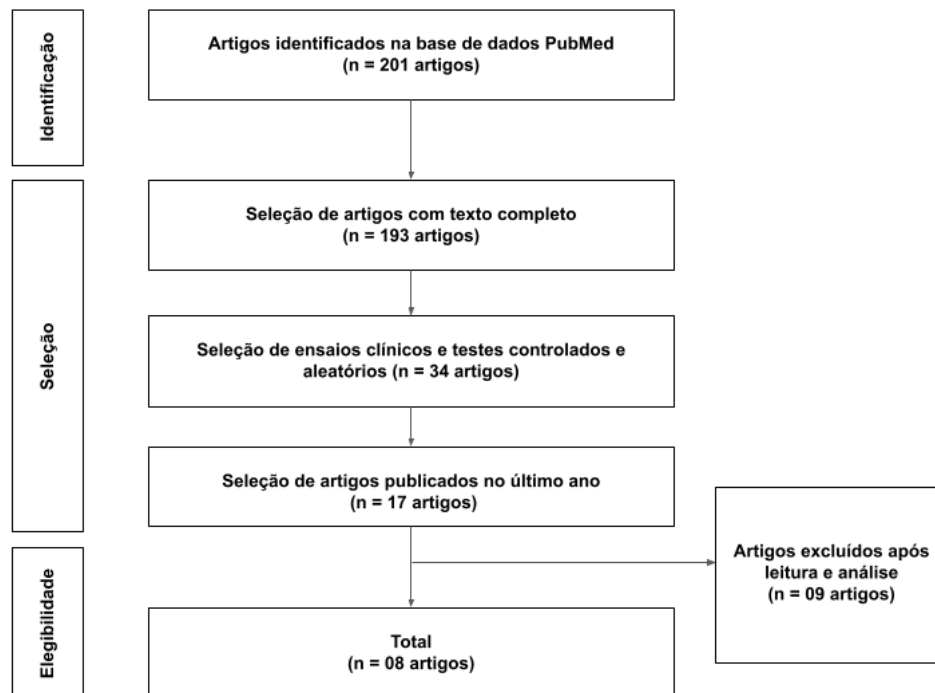 Identificação
Artigos identificados na base de dados PubMed
(n = 201 artigos)
Seleção
Seleção de artigos com texto completo
(n = 193 artigos)
Seleção de ensaios clínicos e testes controlados e
aleatórios (n = 34 artigos)
Seleção de artigos publicados no último ano
(n = 17 artigos)
Artigos excluídos após
leitura e análise
(n = 09 artigos)
Elegibilidade
Total
(n = 08 artigos)